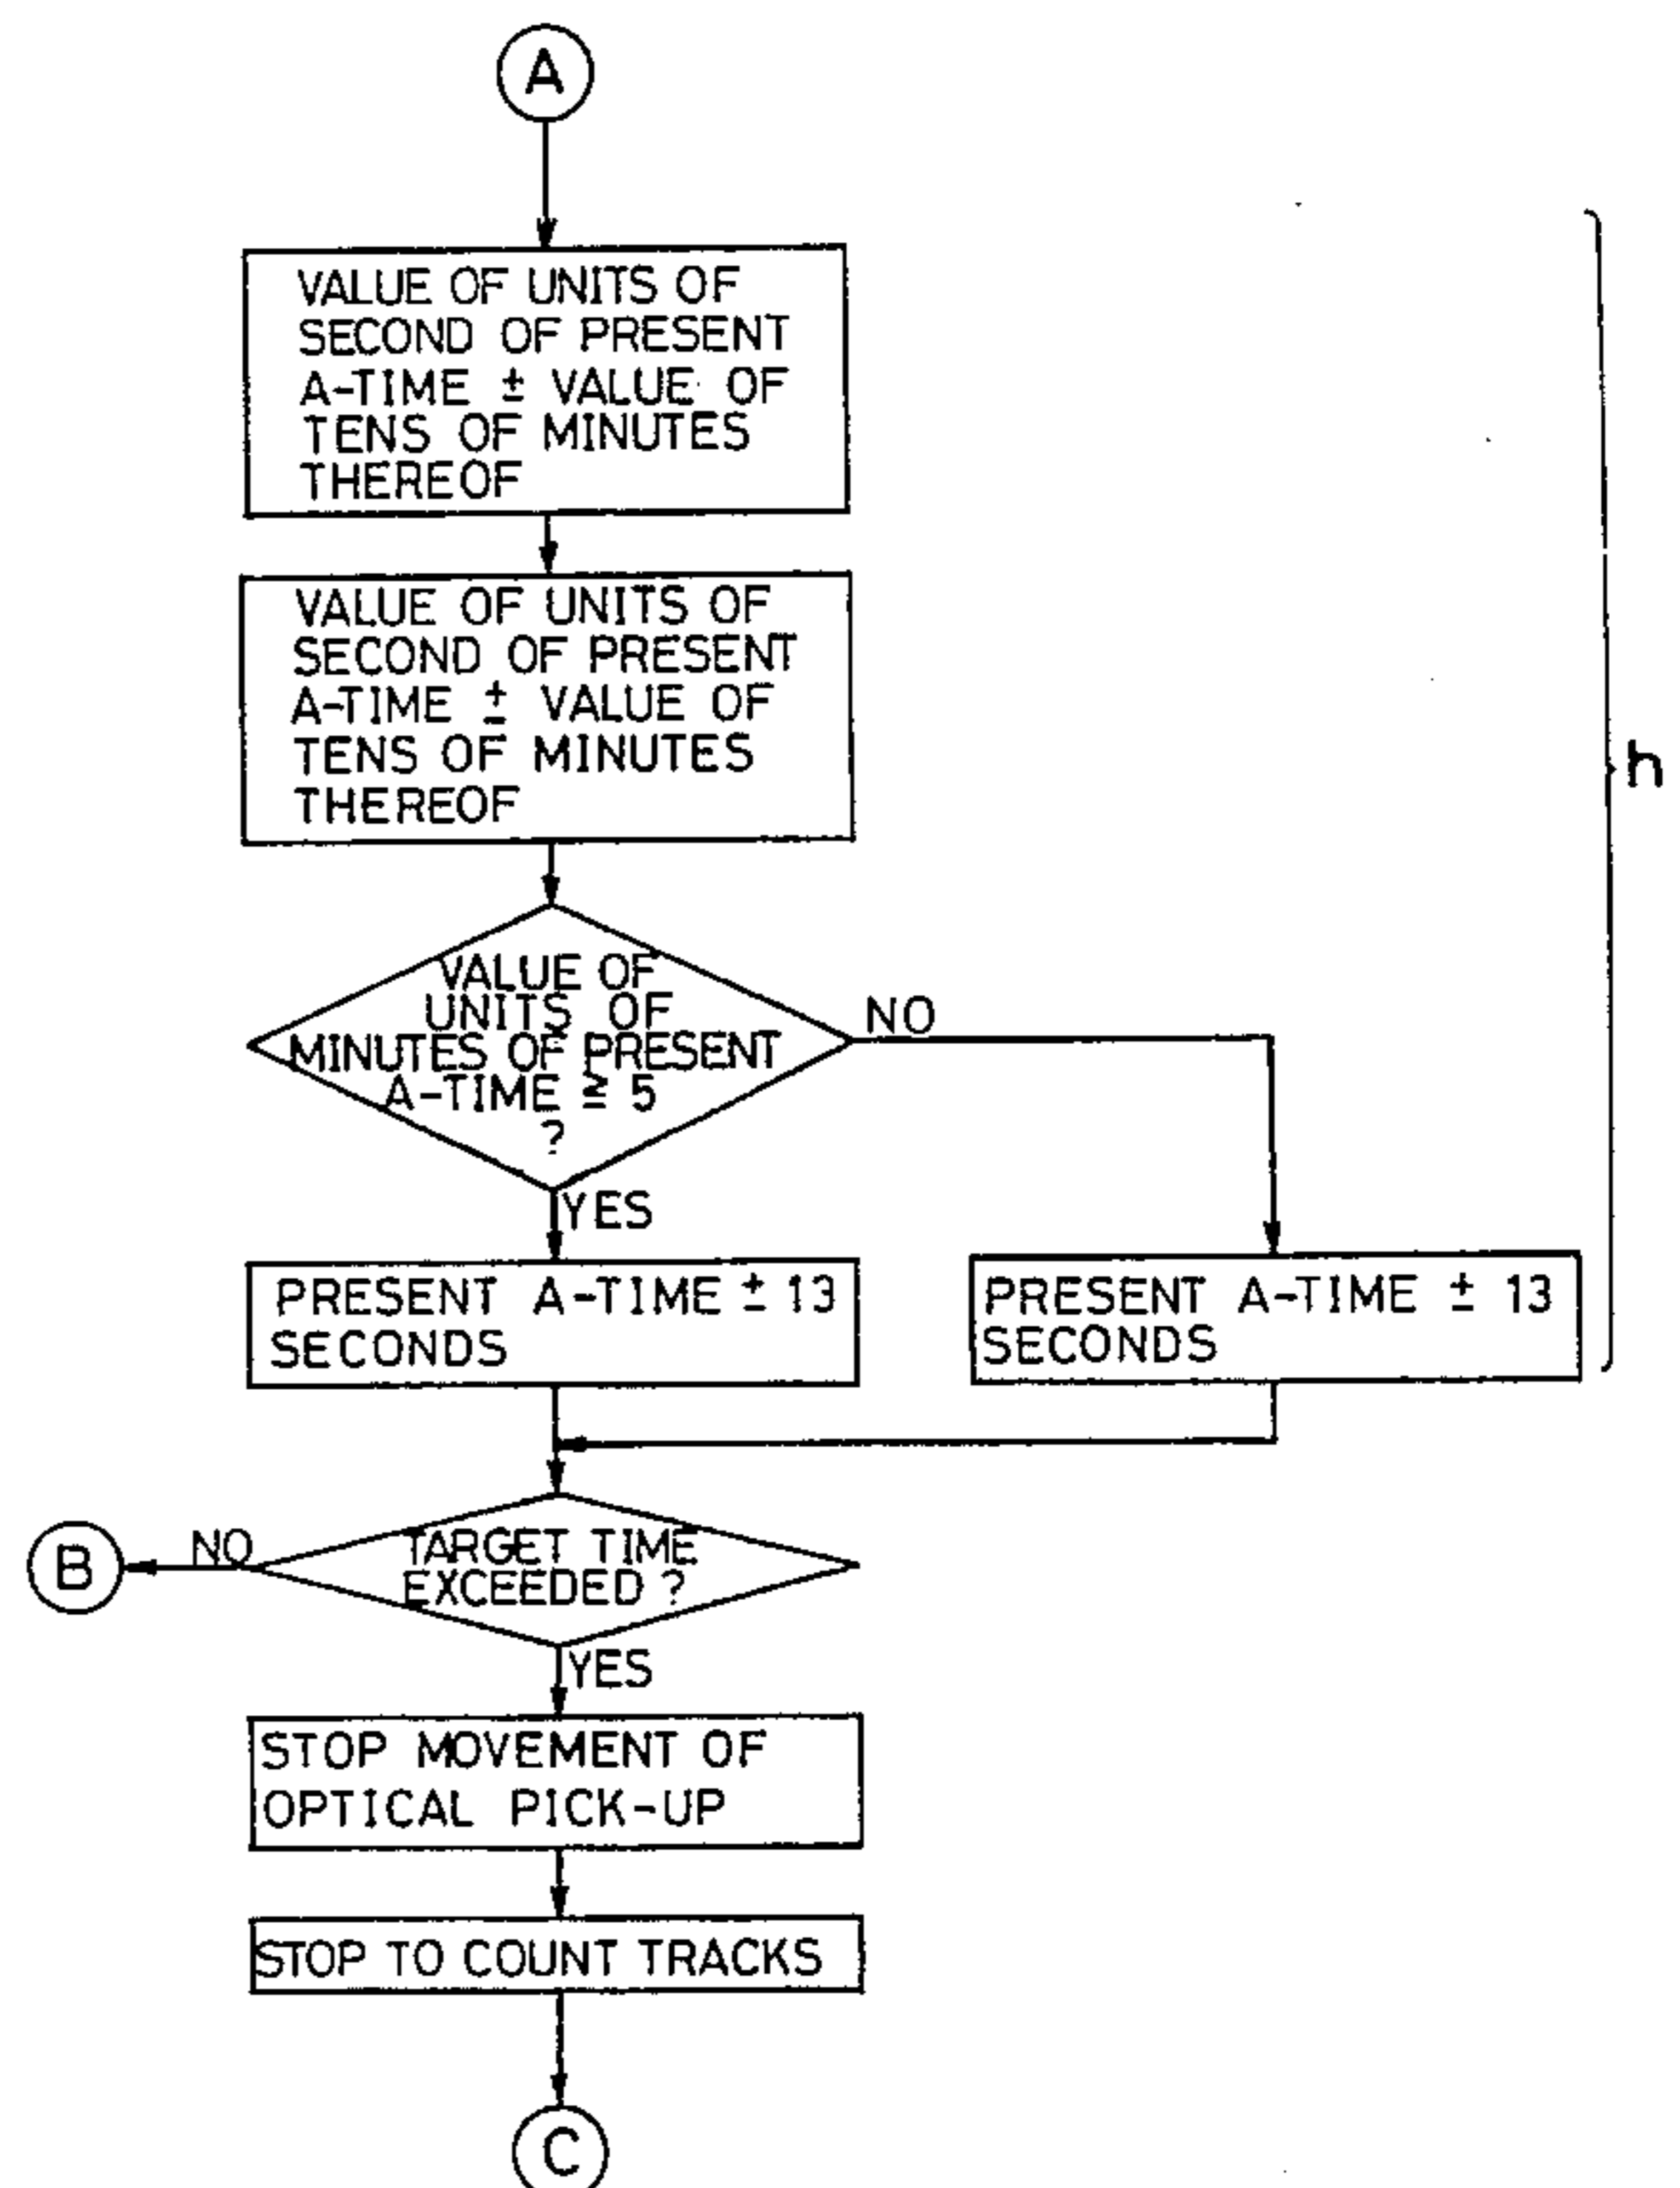 A
VALUE OF UNITS OF
SECOND OF PRESENT
A-TIME ± VALUE OF
TENS OF MINUTES
THEREOF
VALUE OF UNITS OF
SECOND OF PRESENT
A-TIME ± VALUE OF
TENS OF MINUTES
THEREOF
h
VALUE OF
UNITS OF
MINUTES OF PRESENT
A-TIME ≧ 5
?
NO
YES
PRESENT A-TIME ± 13
SECONDS
PRESENT A-TIME ± 13
SECONDS
TARGET TIME
EXCEEDED ?
NO
B
YES
STOP MOVEMENT OF
OPTICAL PICK-UP
STOP TO COUNT TRACKS
C